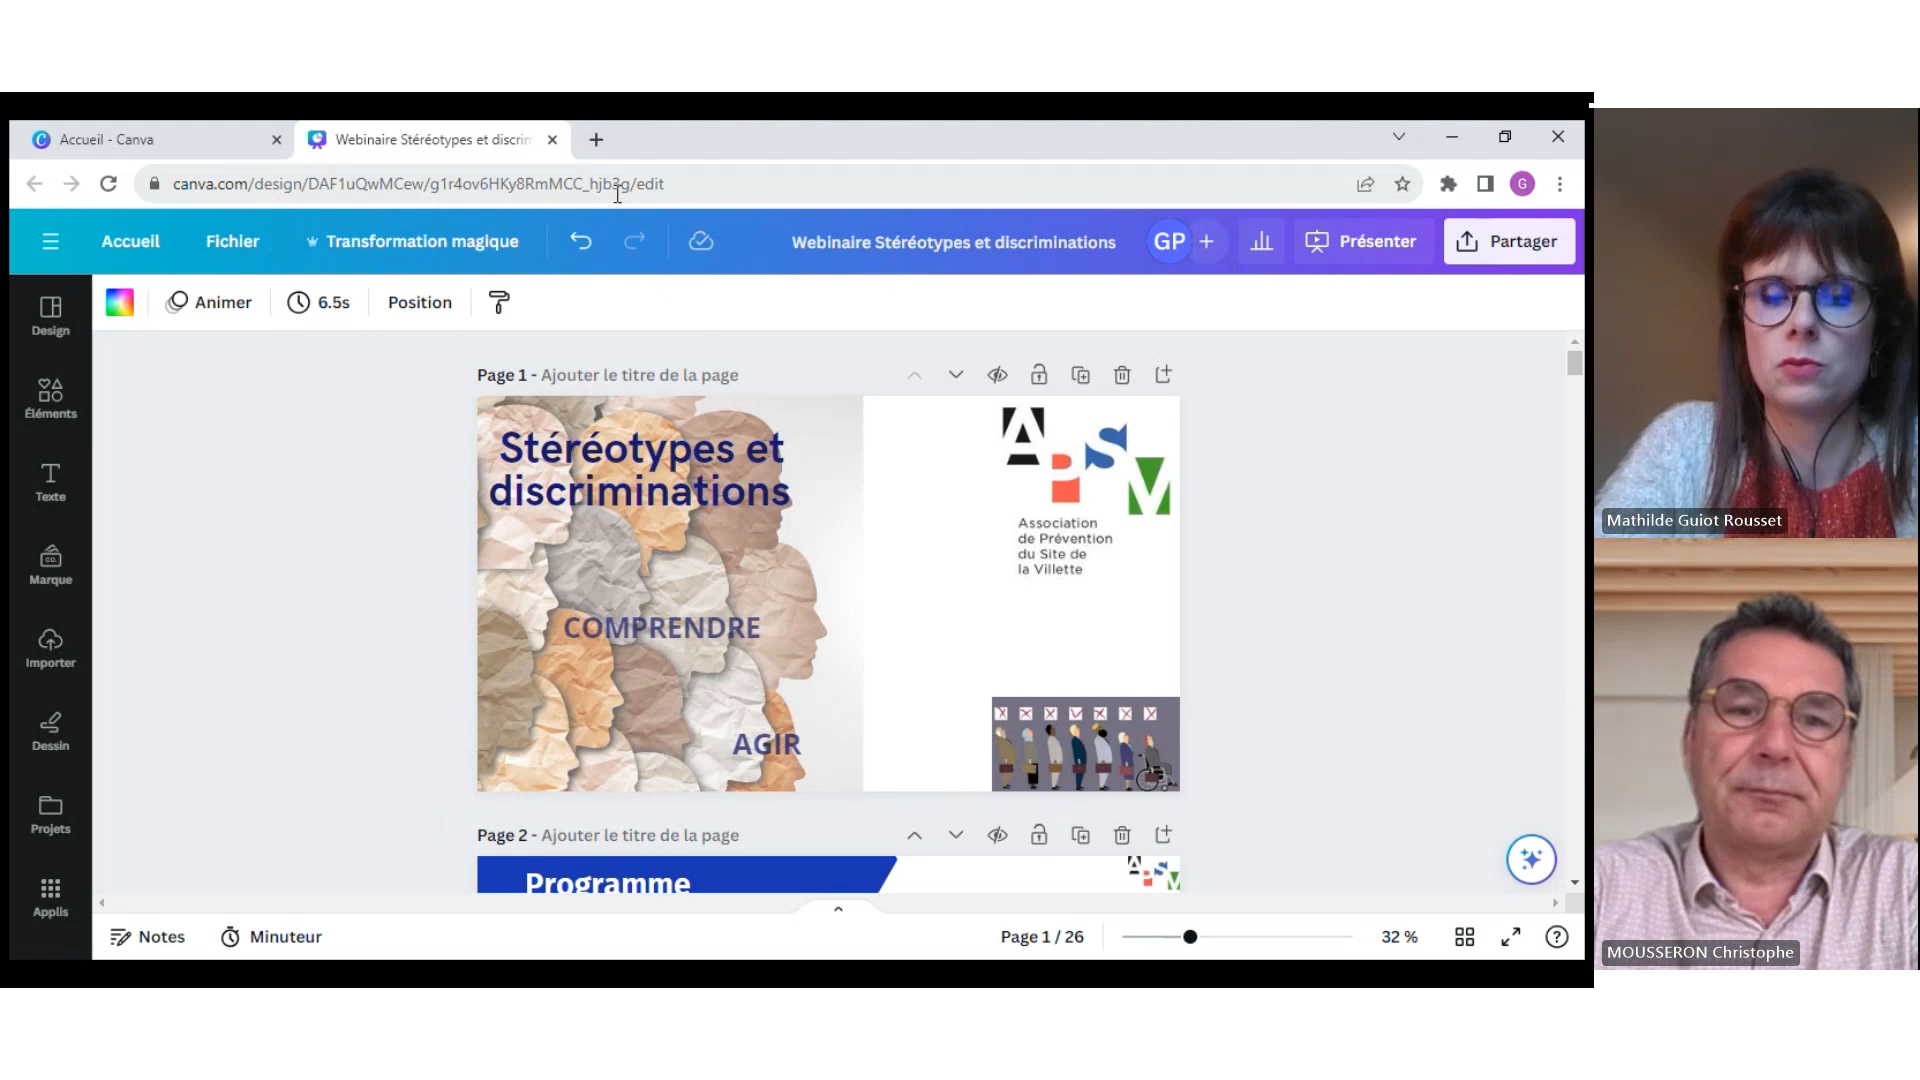 Accueil - Canva
Webinaire Stéréotypes et discrim
canva.com/design/DAF1uQwMCew/g1r4ov6HKy8RmMCC_hjb3g/edit
G
Accueil
Fichier
Transformation magique
Webinaire Stéréotypes et discriminations
GP
+
Présenter
Partager
Animer
6.5s
Position
Design
Éléments
Texte
Marque
Importer
Dessin
Projets
Applis
Page 1 - Ajouter le titre de la page
Stéréotypes et
discriminations
COMPRENDRE
AGIR
APSV
Association
de Prévention
du Site de
la Villette
Page 2 - Ajouter le titre de la page
Programme
APSV
Notes
Minuteur
Page 1 / 26
32 %
Mathilde Guiot Rousset
MOUSSERON Christophe